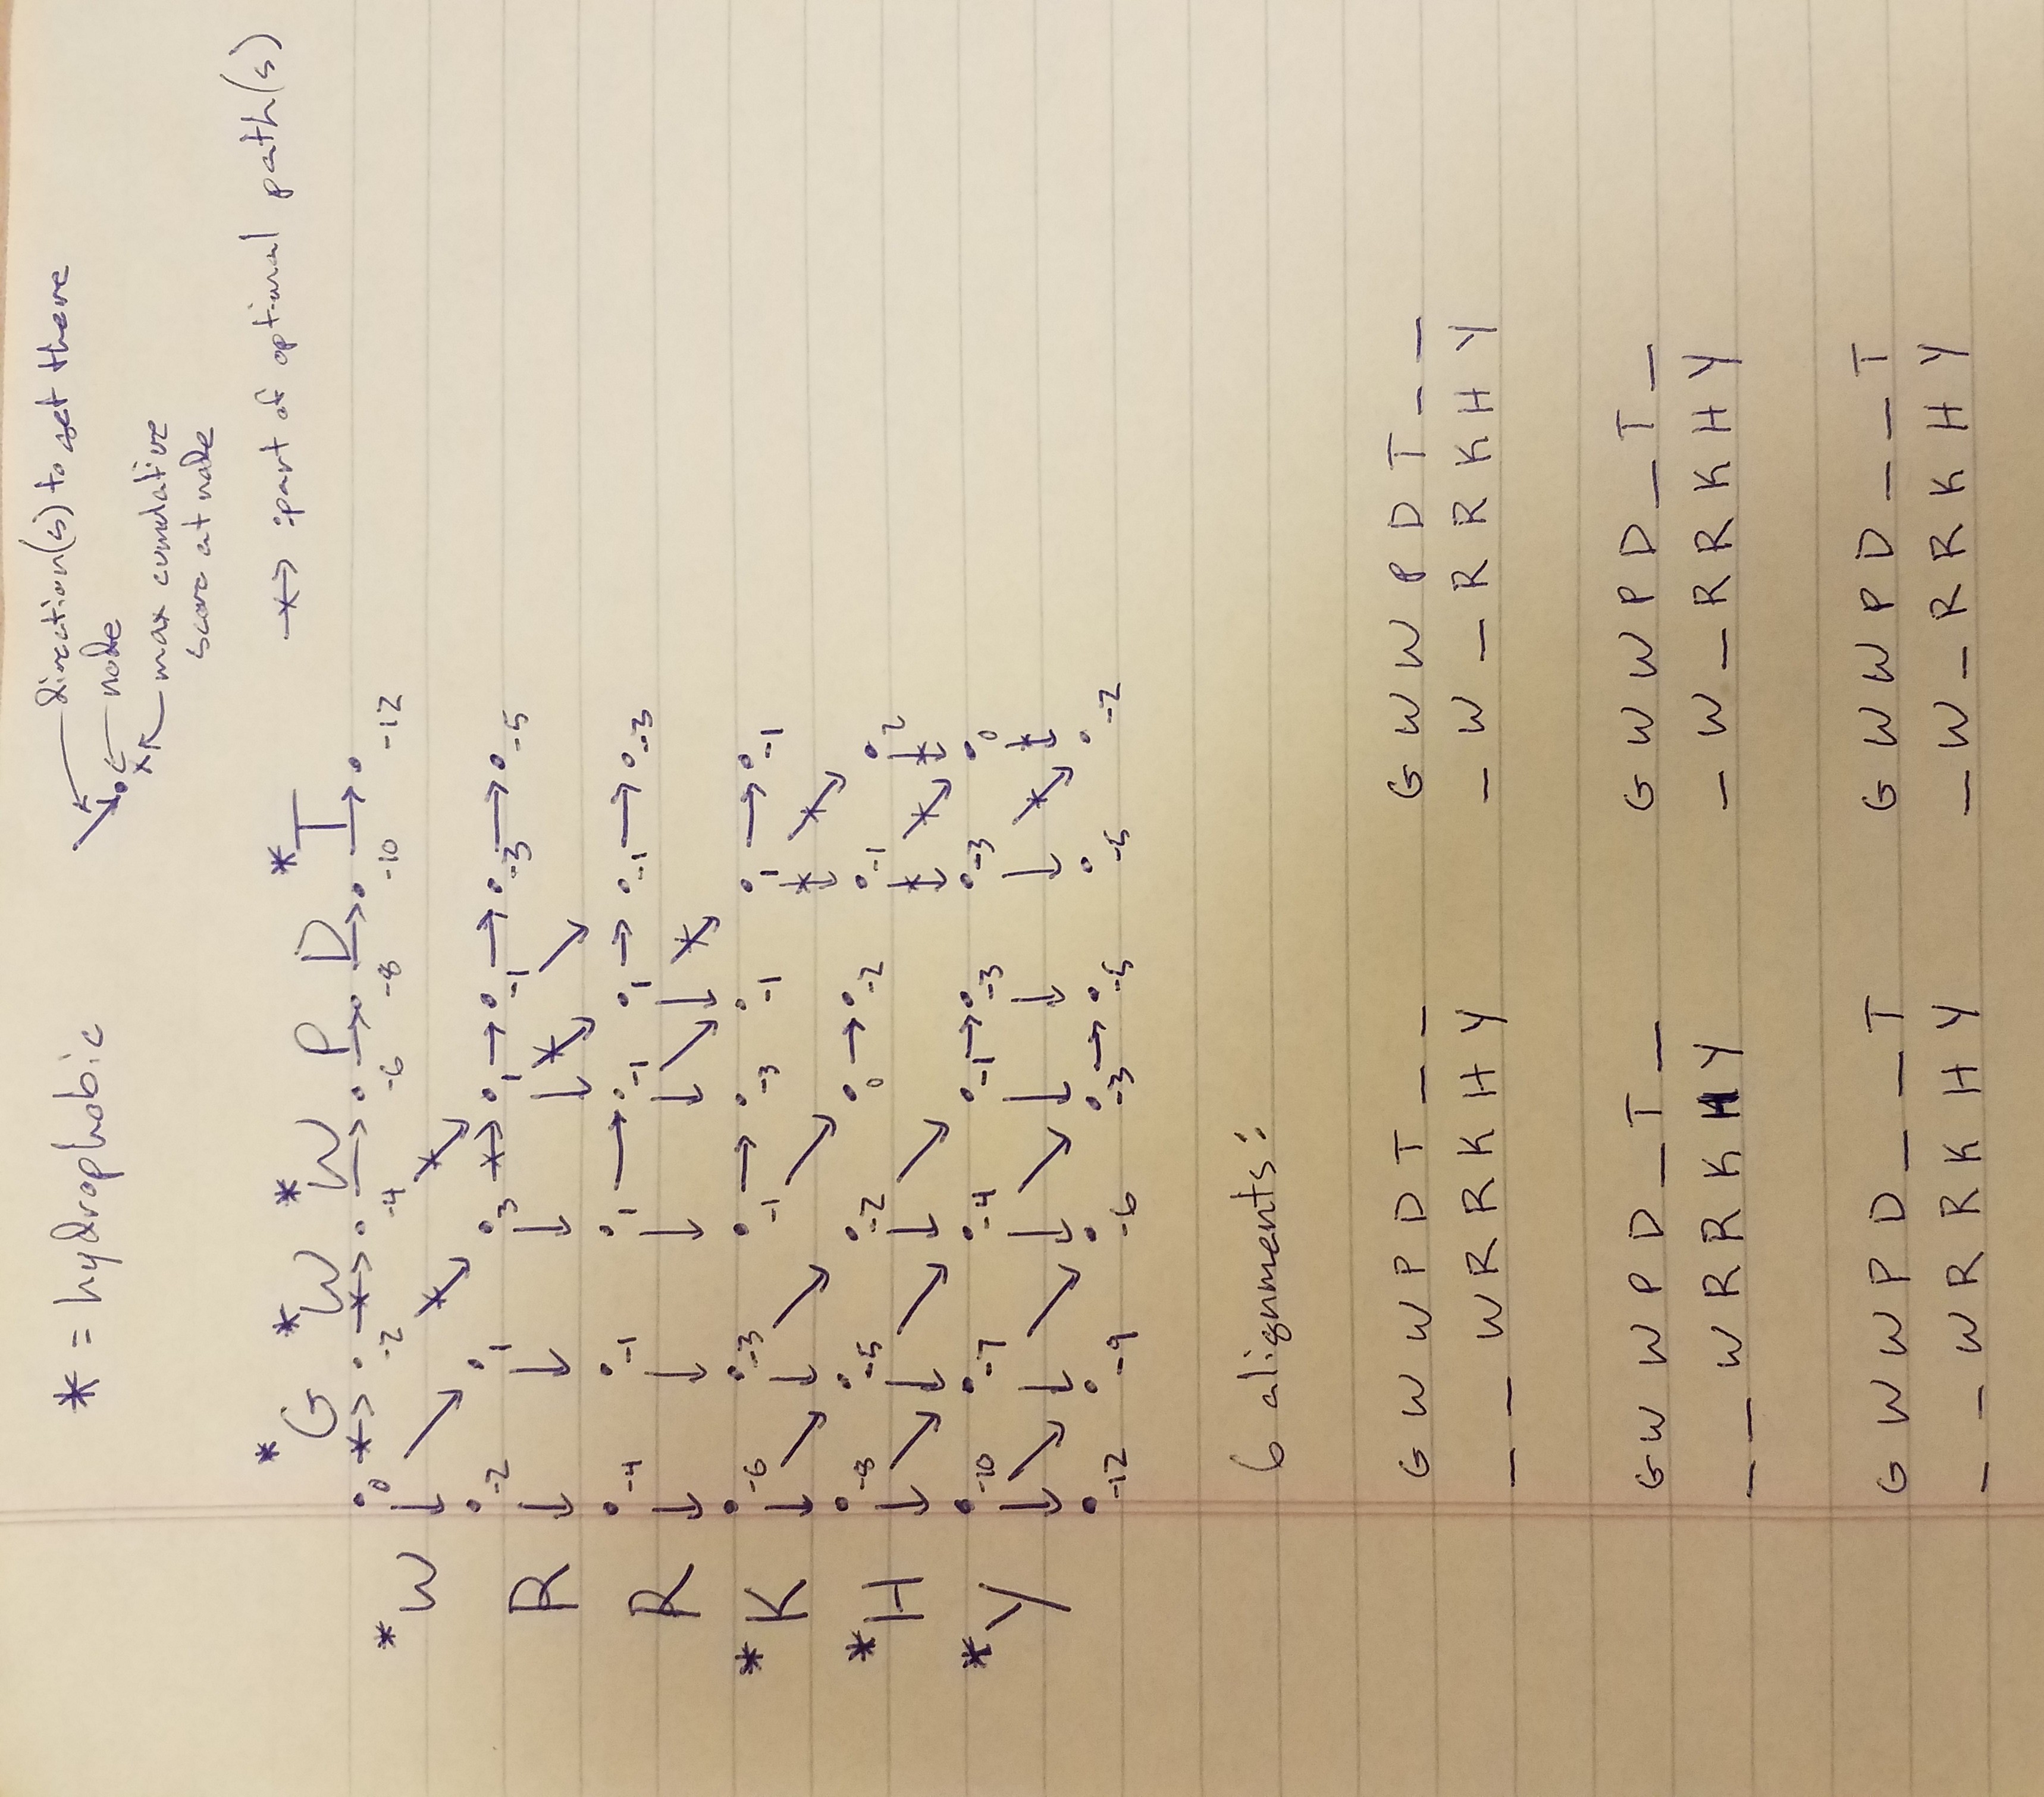 * = hydrophobic
direction(s) to get there
node
x
max cumulative
score at node
* * * *
G W W P D T
→ : part of optimal path(s)
0 -2 -4 -6 -8 -10 -12
* W
-2 1 3 1 -1 -3 -5
R
-4 -1 1 -1 1 -1 -3
R
-6 -3 -1 -3 -1 1 -1
* K
-8 -5 -2 0 -2 -1 2
* H
-10 -7 -4 -1 -3 -3 0
* Y
-12 -9 -6 -3 -5 -5 -2
6 alignments:
G W W P D T _ _
_ _ W R R K H Y
G W W P D T _ _
_ W _ R R K H Y
G W W P D _ T _
_ _ W R R K H Y
G W W P D _ T _
_ W _ R R K H Y
G W W P D _ _ T
_ _ W R R K H Y
G W W P D _ _ T
_ W _ R R K H Y